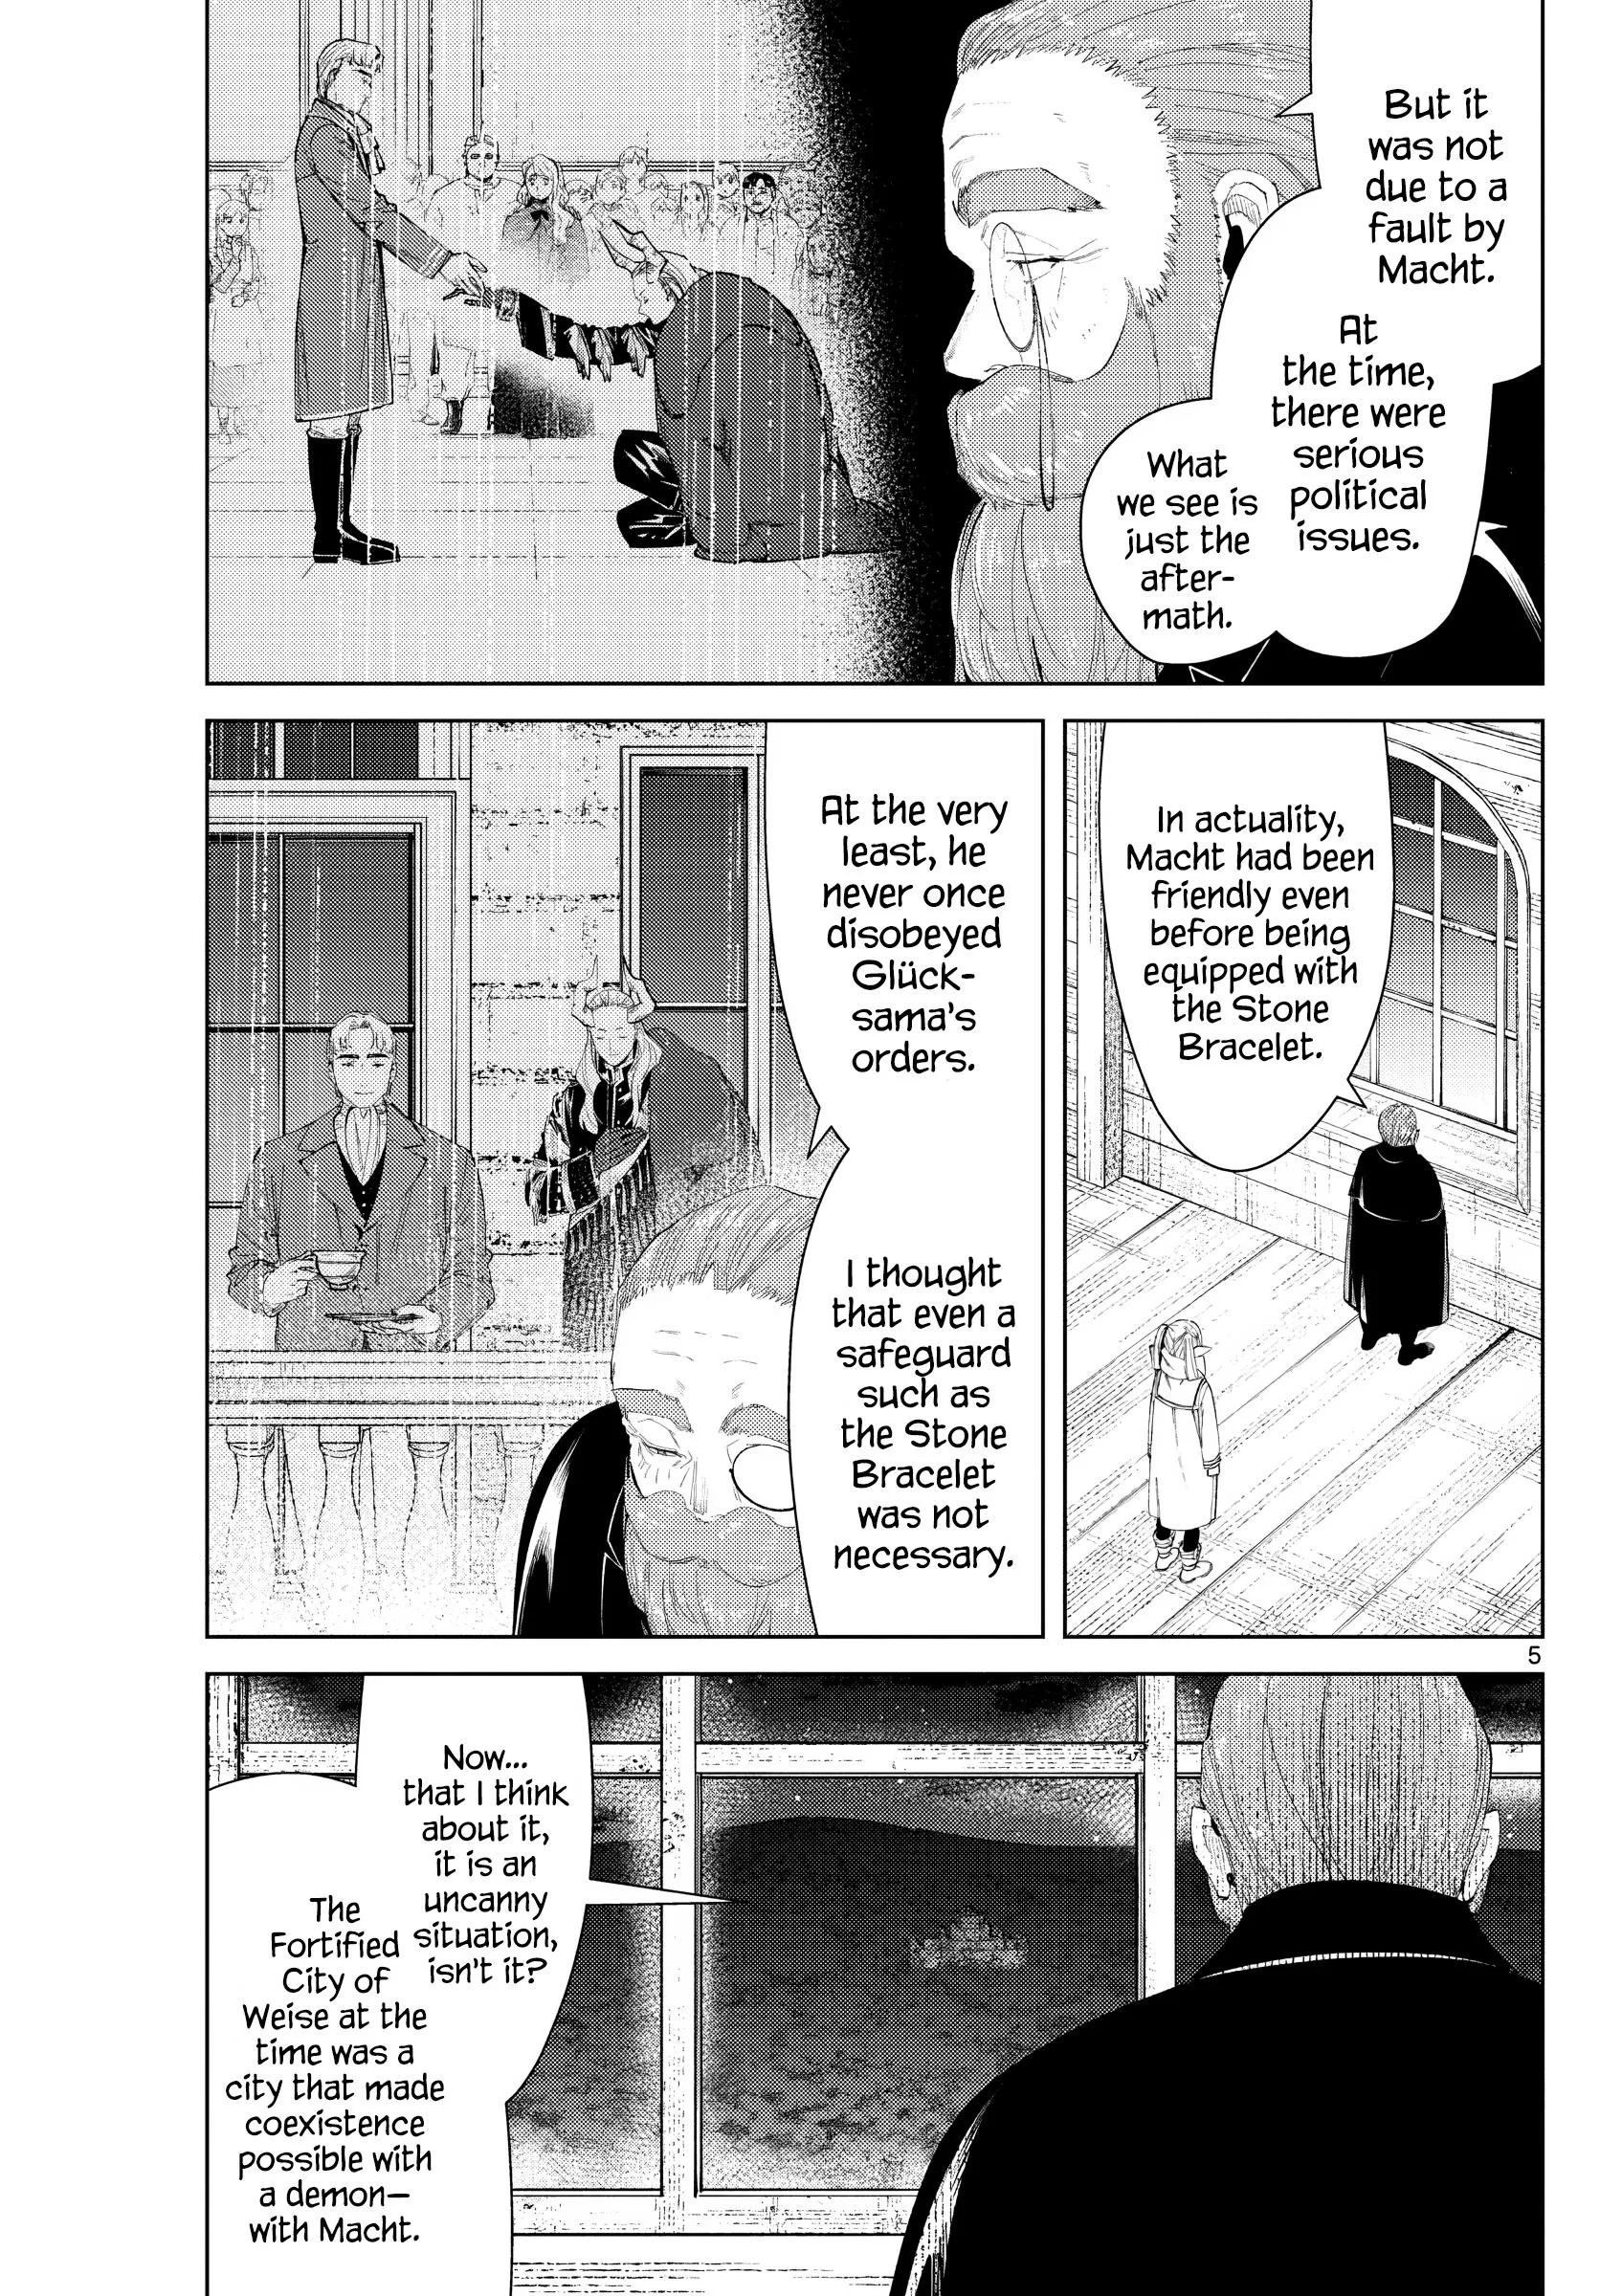 But it
was not
due to a
fault by
Macht.
At
the time,
there were
serious
political
issues.
What
we see is
just the
after-
math.
In actuality,
Macht had been
friendly even
before being
equipped with
the Stone
Bracelet.
At the very
least, he
never once
disobeyed
Glück-
sama's
orders.
I thought
that even a
safeguard
such as
the Stone
Bracelet
was not
necessary.
5
Now...
that I think
about it,
it is an
uncanny
situation,
isn't it?
The
Fortified
City of
Weise at the
time was a
city that made
coexistence
possible with
a demon—
with Macht.